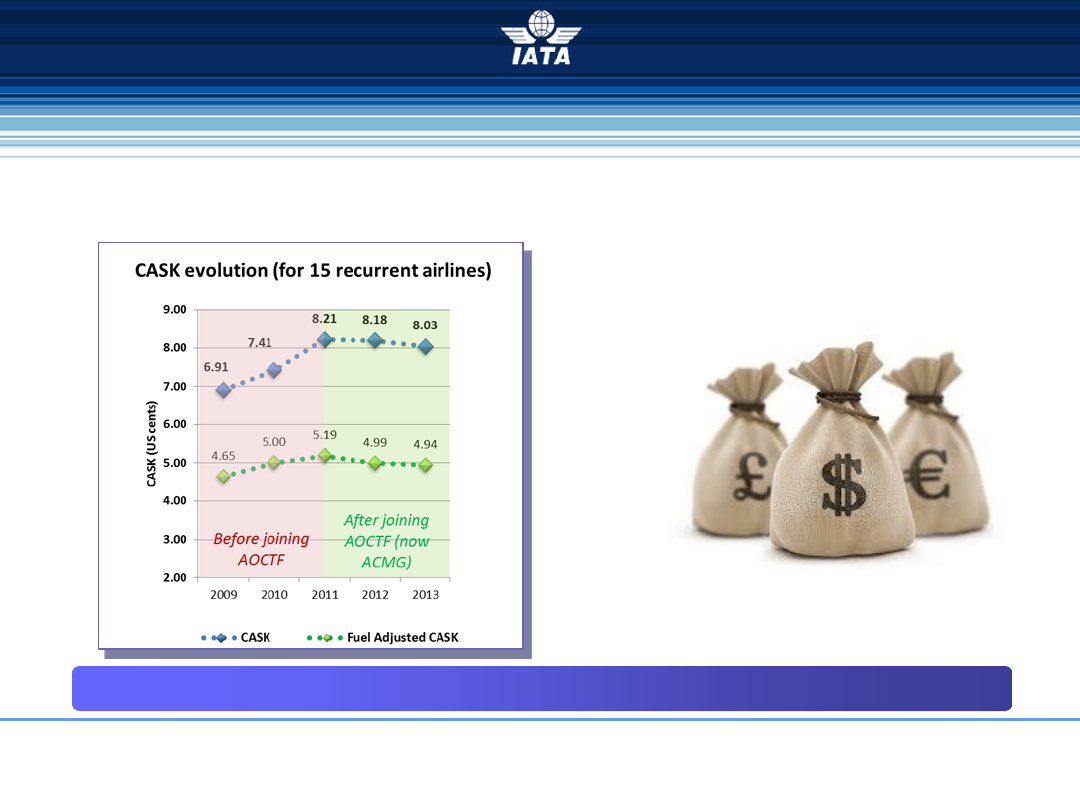 IATA
CASK evolution (for 15 recurrent airlines)
CASK (US cents)
9.00
8.00
7.00
6.00
5.00
4.00
3.00
2.00
6.91
7.41
8.21
8.18
8.03
4.65
5.00
5.19
4.99
4.94
Before joining
AOCTF
After joining
AOCTF (now
ACMG)
2009 2010 2011 2012 2013
CASK Fuel Adjusted CASK
£ $ €